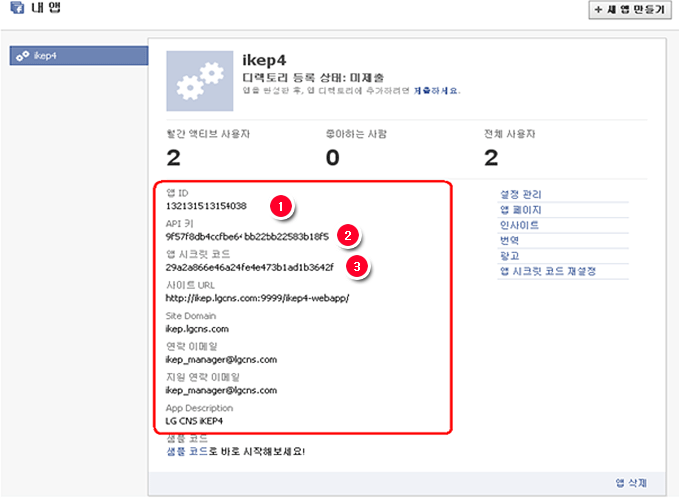 내 앱
+ 새 앱 만들기
ikep4
ikep4
디렉토리 등록 상태: 미제출
앱을 완성한 후, 앱 디렉토리에 추가하려면 제출하세요.
월간 액티브 사용자
좋아하는 사람
전체 사용자
2
0
2
앱 ID
132131513154038
1
API 키
2
앱 시크릿 코드
29a2a866e46a24fe4e473b1ad1b3642f
3
사이트 URL
http://ikep.lgcns.com:9999/ikep4-webapp/
Site Domain
ikep.lgcns.com
연락 이메일
ikep_manager@lgcns.com
지원 연락 이메일
ikep_manager@lgcns.com
App Description
LG CNS iKEP4
샘플 코드
샘플 코드로 바로 시작해보세요!
설정 관리
앱 페이지
인사이트
번역
광고
앱 시크릿 코드 재설정
앱 삭제